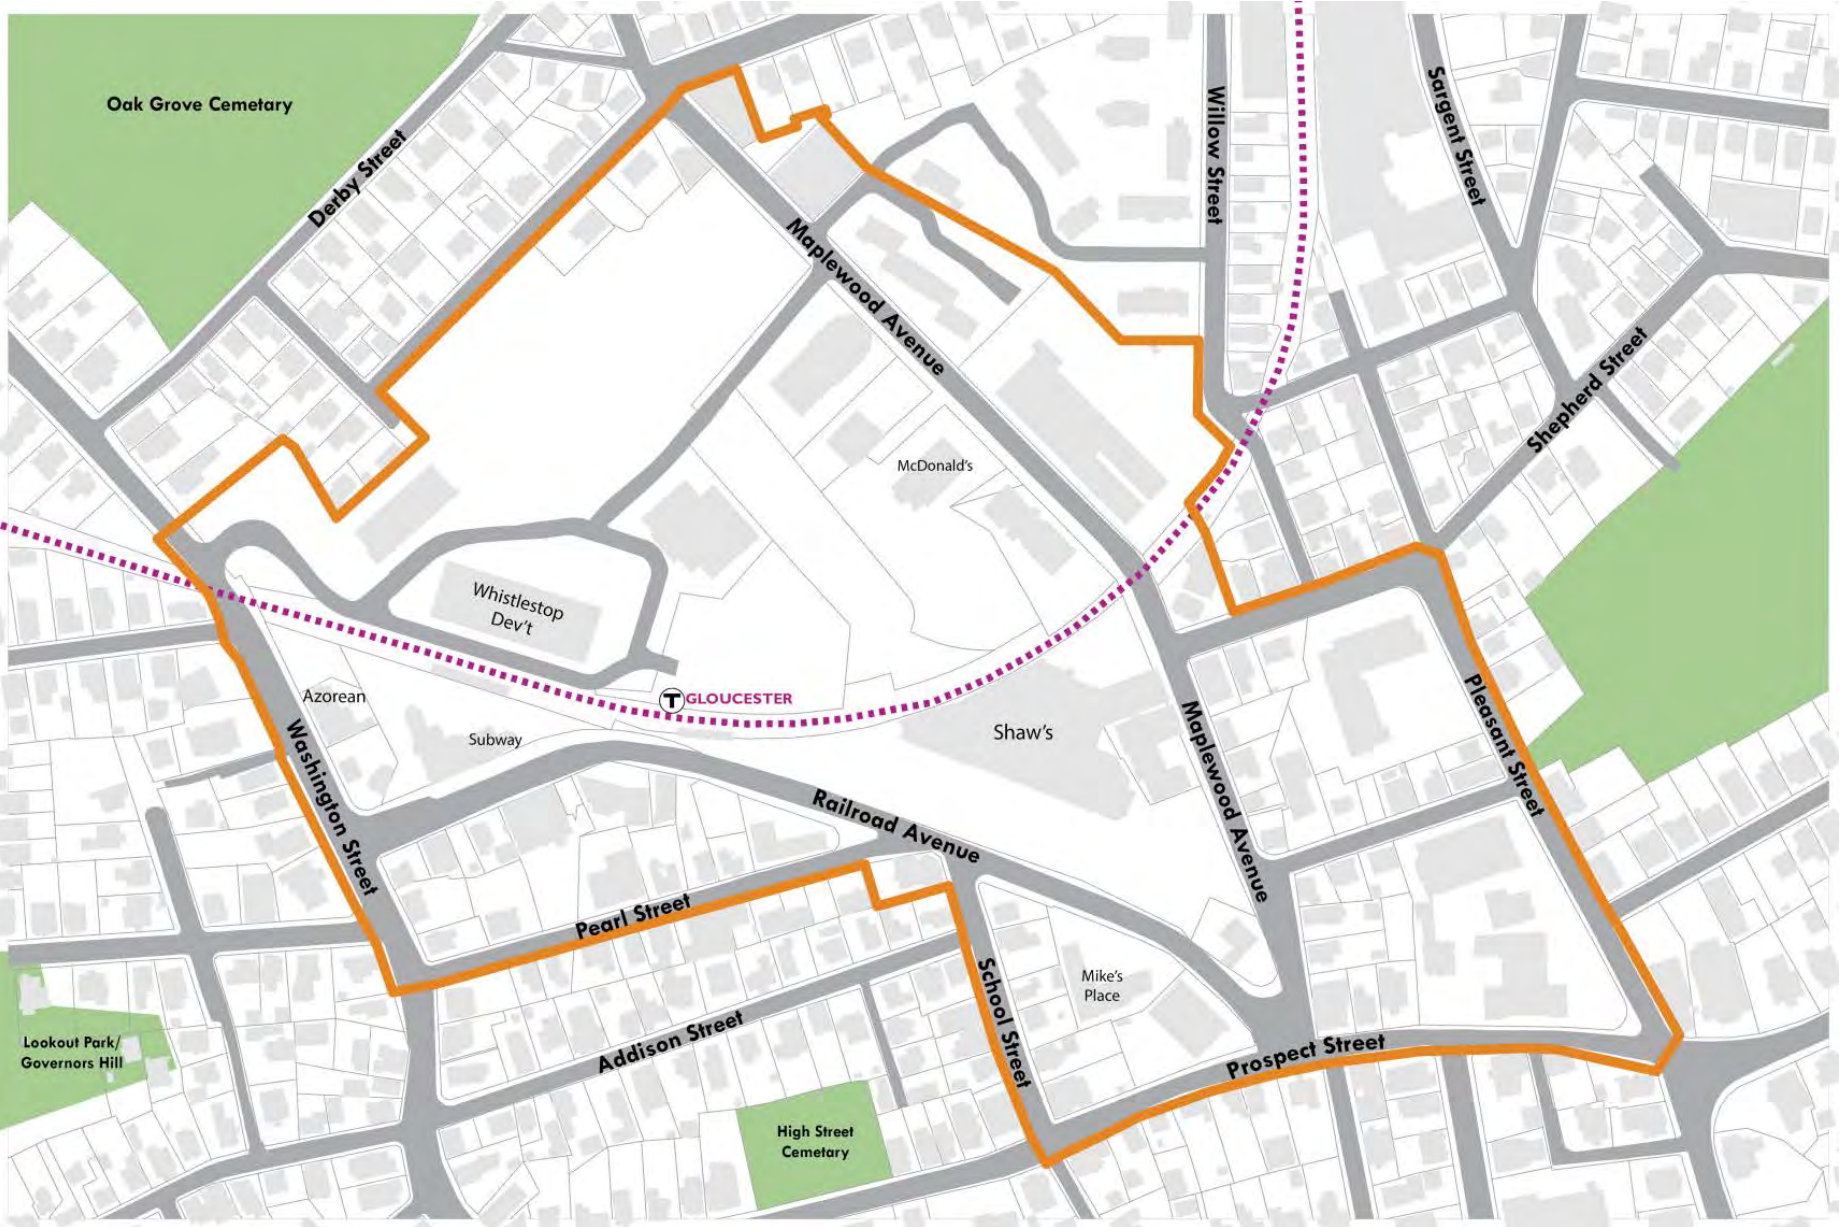 Oak Grove Cemetary
Derby Street
Willow Street
Sargent Street
Maplewood Avenue
Shepherd Street
McDonald's
Whistlestop
Dev't
Azorean
T GLOUCESTER
Subway
Shaw's
Washington Street
Maplewood Avenue
Pleasant Street
Railroad Avenue
Pearl Street
School Street
Mike's
Place
Addison Street
Prospect Street
Lookout Park/
Governors Hill
High Street
Cemetary